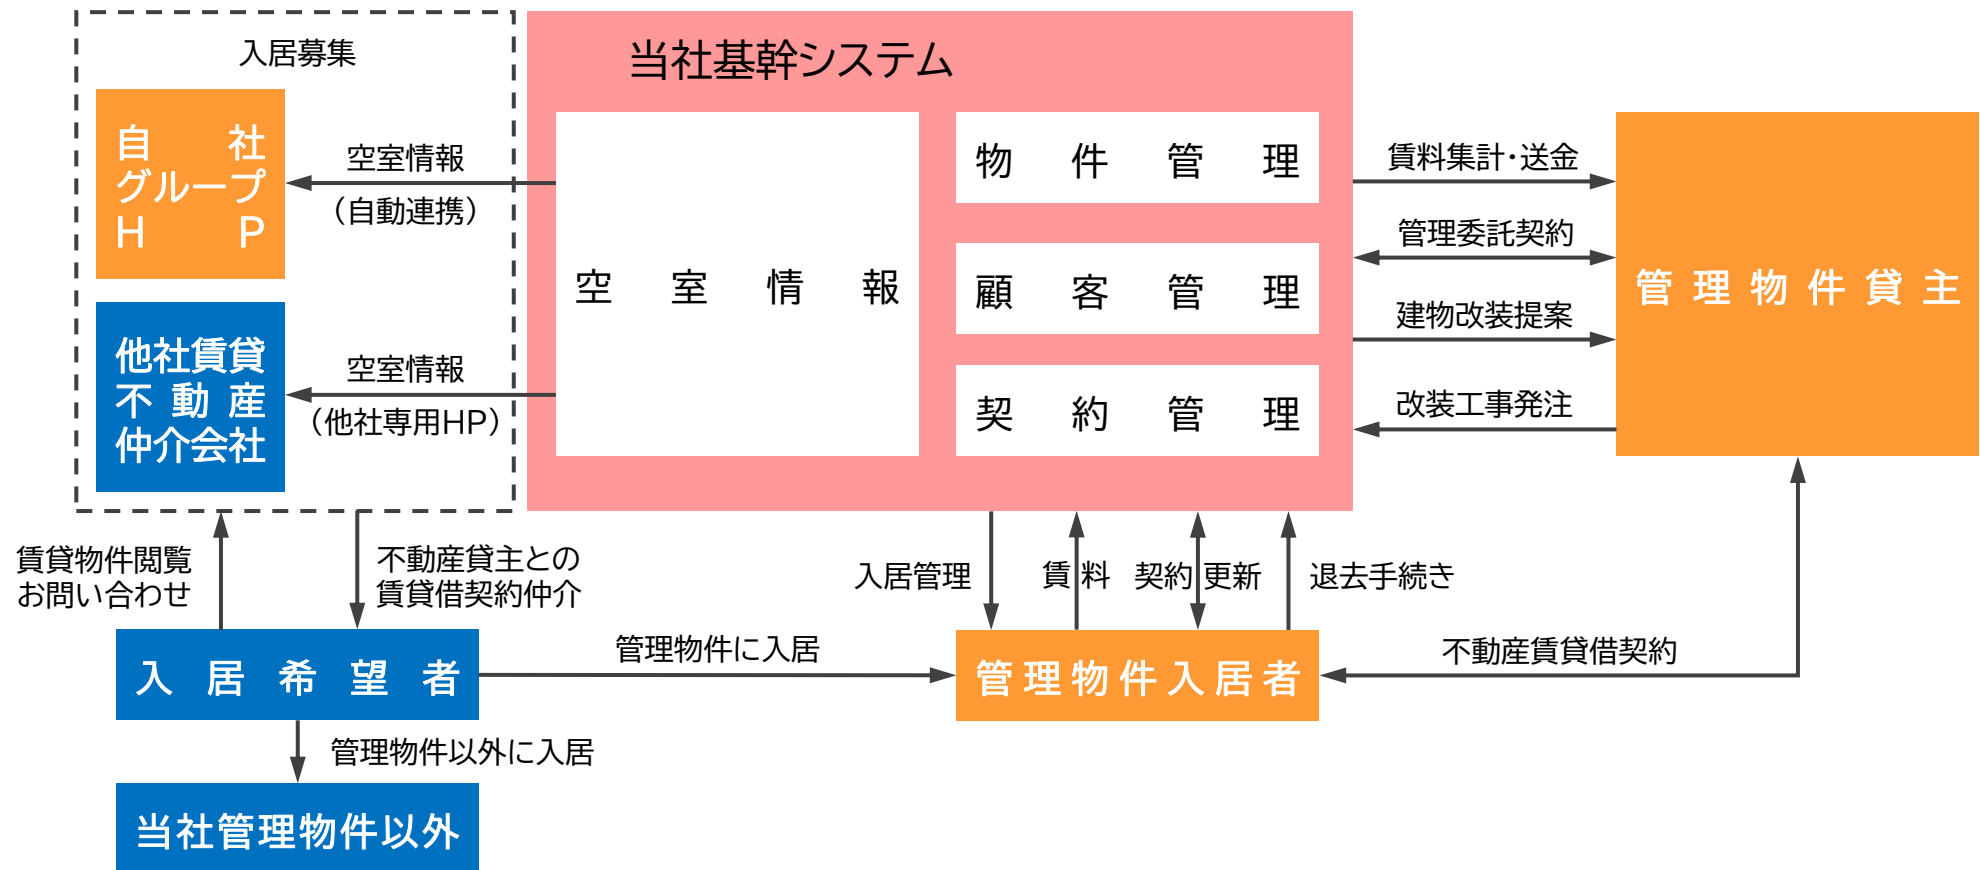 入居募集
自社
グループ
HP
他社賃貸
不動産
仲介会社
空室情報
（自動連携）
空室情報
（他社専用HP）
当社基幹システム
空室情報
物件管理
顧客管理
契約管理
賃料集計・送金
管理委託契約
建物改装提案
改装工事発注
管理物件貸主
賃貸物件閲覧
お問い合わせ
不動産貸主との
賃貸借契約仲介
入居管理
賃料
契約更新
退去手続き
入居希望者
管理物件に入居
管理物件入居者
不動産賃貸借契約
管理物件以外に入居
当社管理物件以外